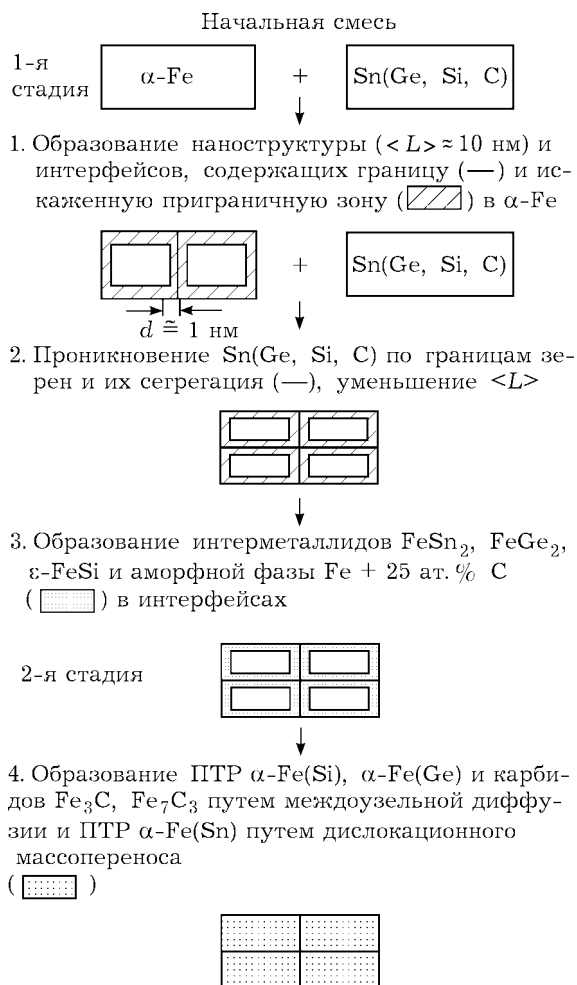 Начальная смесь
1-я
стадия
α-Fe + Sn(Ge, Si, C)
1. Образование наноструктуры (< L > ≈ 10 нм) и
интерфейсов, содержащих границу (—) и ис-
каженную приграничную зону ( ) в α-Fe
+ Sn(Ge, Si, C)
d ≅ 1 нм
2. Проникновение Sn(Ge, Si, C) по границам зе-
рен и их сегрегация (—), уменьшение <L>
3. Образование интерметаллидов FeSn₂, FeGe₂,
ε-FeSi и аморфной фазы Fe + 25 ат. % C
( ) в интерфейсах
2-я стадия
4. Образование ПТР α-Fe(Si), α-Fe(Ge) и карби-
дов Fe₃C, Fe₇C₃ путем междоузельной диффу-
зии и ПТР α-Fe(Sn) путем дислокационного
массопереноса
( )